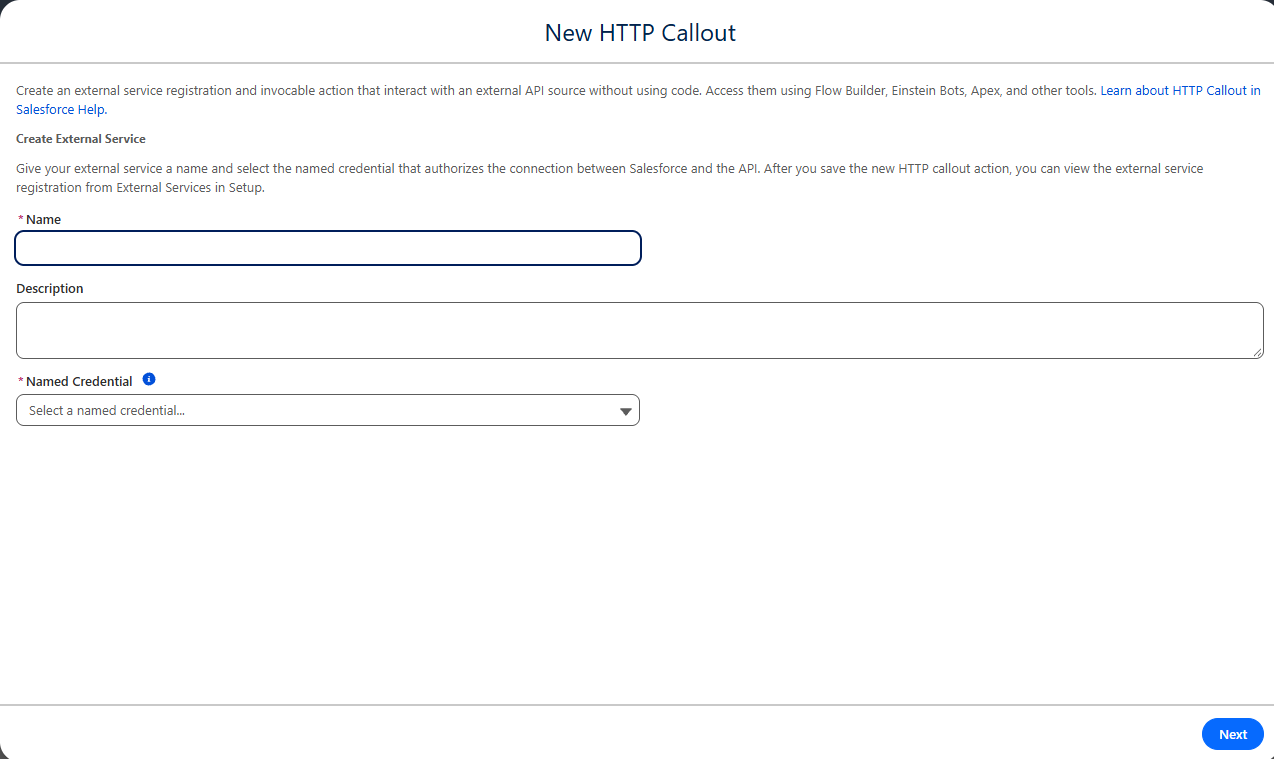 New HTTP Callout
Create an external service registration and invocable action that interact with an external API source without using code. Access them using Flow Builder, Einstein Bots, Apex, and other tools. Learn about HTTP Callout in
Salesforce Help.
Create External Service
Give your external service a name and select the named credential that authorizes the connection between Salesforce and the API. After you save the new HTTP callout action, you can view the external service
registration from External Services in Setup.
* Name
Description
* Named Credential
Select a named credential...
Next